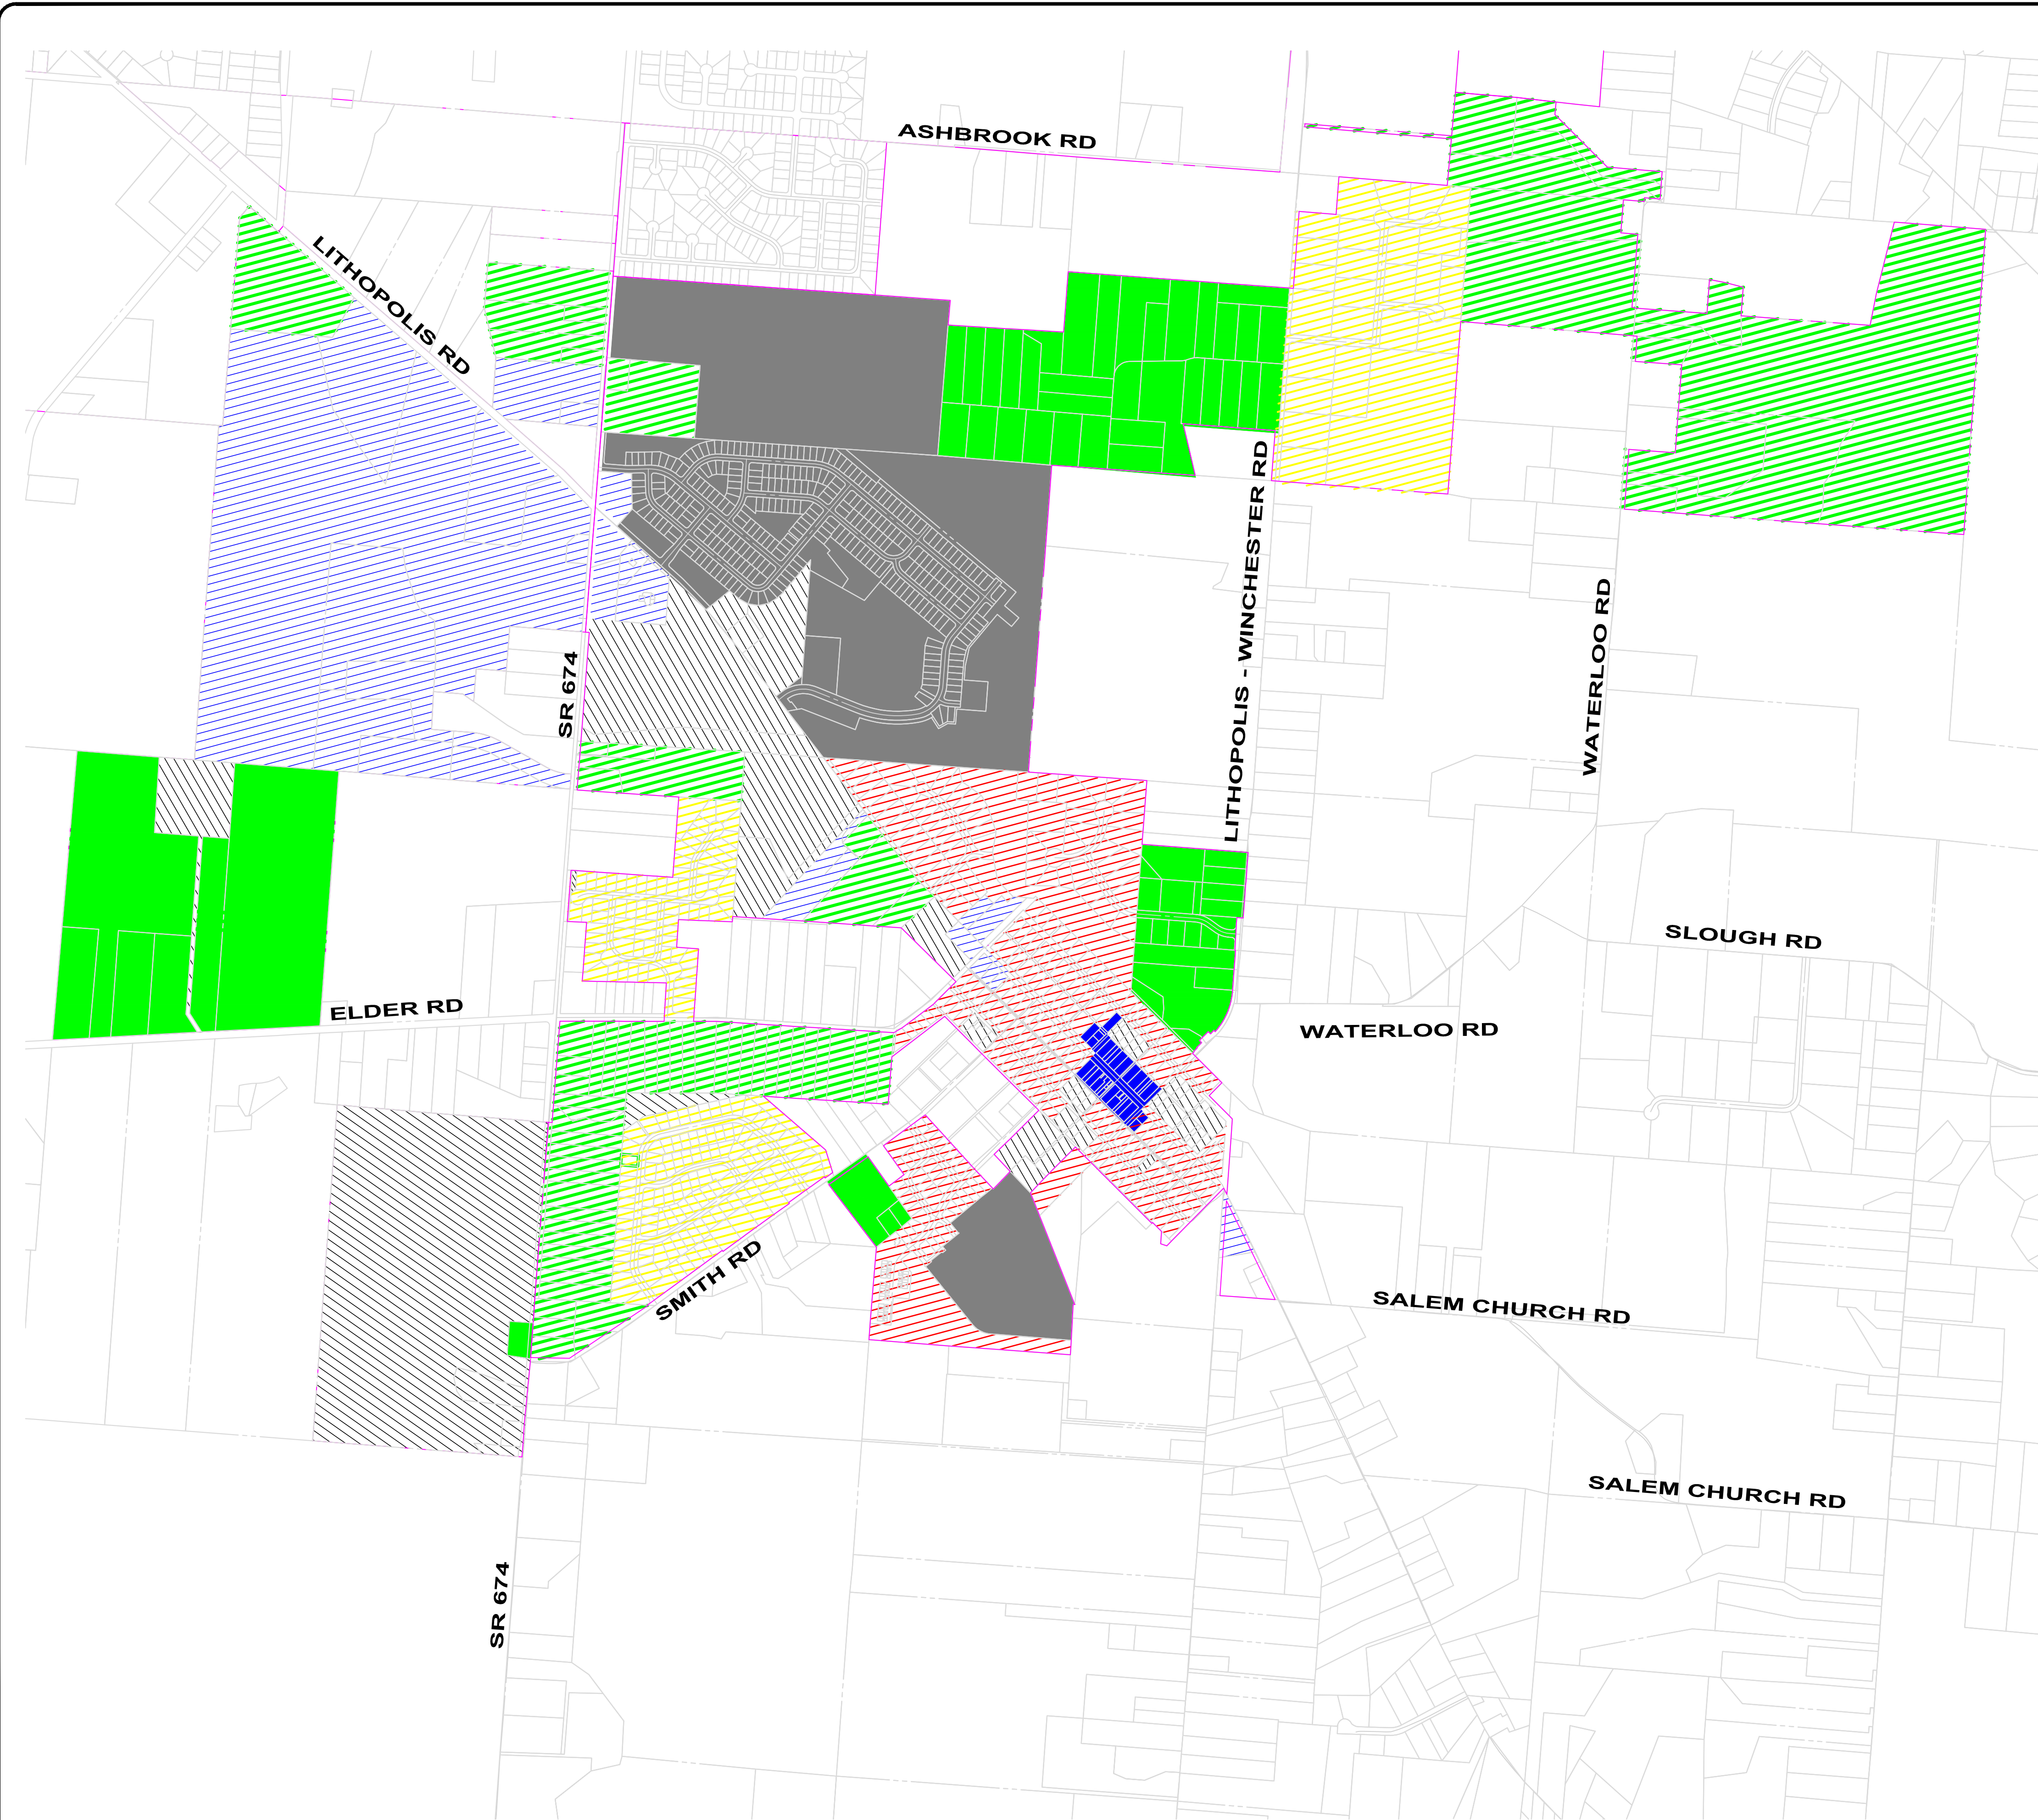 ASHBROOK RD
LITHOPOLIS RD
LITHOPOLIS - WINCHESTER RD
WATERLOO RD
SR 674
SLOUGH RD
ELDER RD
WATERLOO RD
SMITH RD
SALEM CHURCH RD
SALEM CHURCH RD
SR 674